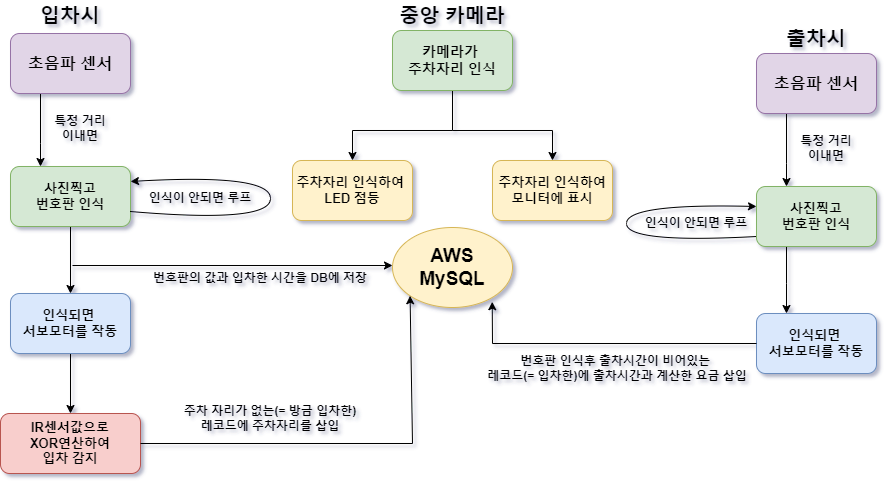 입차시
초음파 센서
특정 거리
이내면
사진찍고
번호판 인식
인식이 안되면 루프
번호판의 값과 입차한 시간을 DB에 저장
인식되면
서보모터를 작동
IR센서값으로
XOR연산하여
입차 감지
주차 자리가 없는(= 방금 입차한)
레코드에 주차자리를 삽입
중앙 카메라
카메라가
주차자리 인식
주차자리 인식하여
LED 점등
주차자리 인식하여
모니터에 표시
AWS
MySQL
출차시
초음파 센서
특정 거리
이내면
사진찍고
번호판 인식
인식이 안되면 루프
인식되면
서보모터를 작동
번호판 인식후 출차시간이 비어있는
레코드(= 입차한)에 출차시간과 계산한 요금 삽입